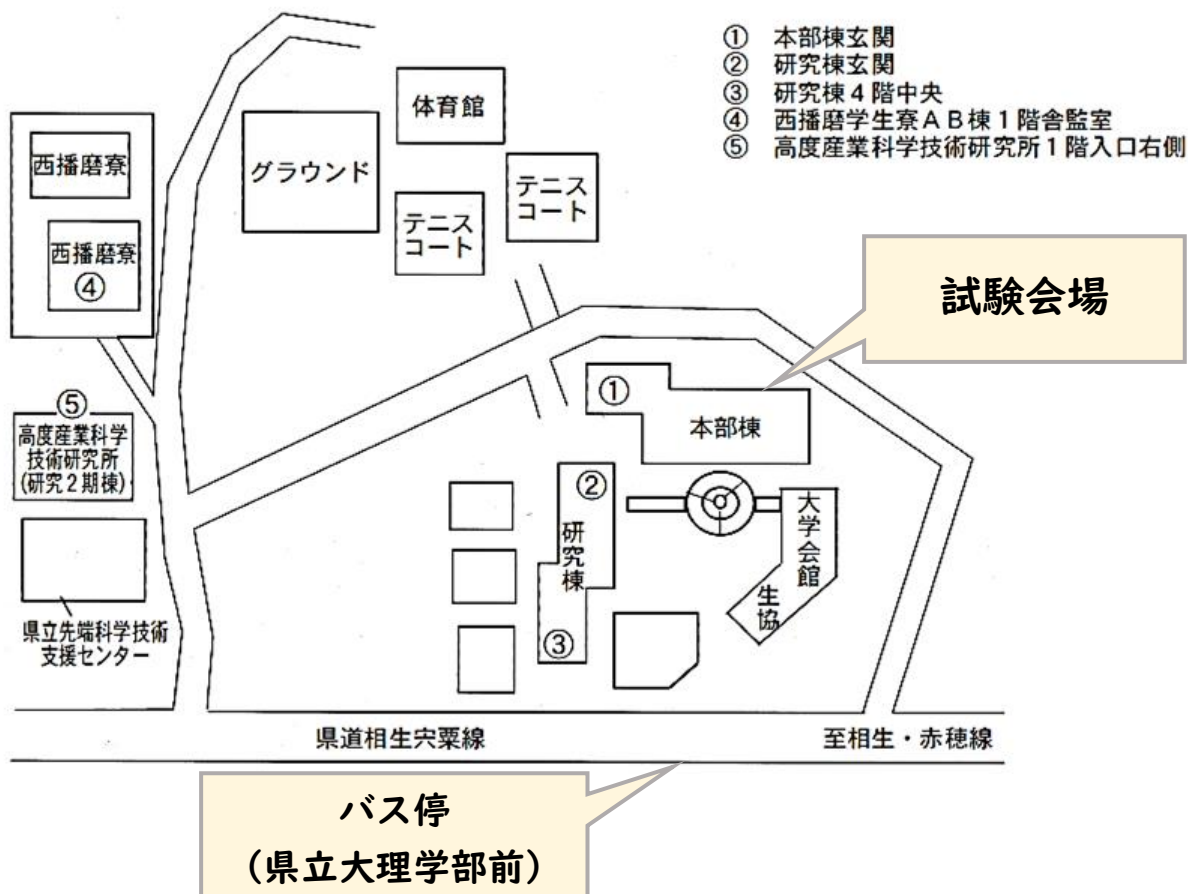 ① 本部棟玄関
② 研究棟玄関
③ 研究棟4階中央
④ 西播磨学生寮AB棟1階舎監室
⑤ 高度産業科学技術研究所1階入口右側
体育館
グラウンド
テニス
コート
テニス
コート
西播磨寮
西播磨寮
④
試験会場
①
本部棟
⑤
高度産業科学
技術研究所
(研究2期棟)
②
研究棟
③
大学会館
生協
県立先端科学技術
支援センター
県道相生宍粟線
至相生・赤穂線
バス停
(県立大理学部前)